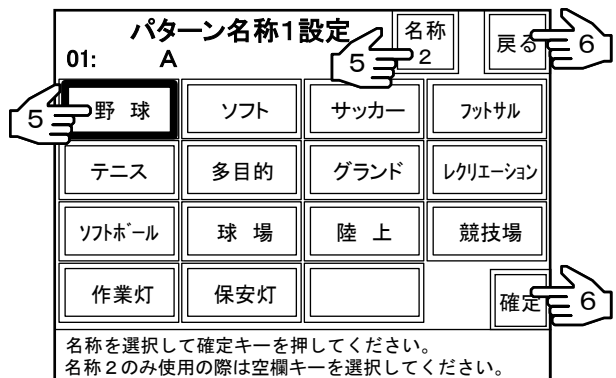 パターン名称1設定
名称
2
戻る
6
01: A
5
5
野 球
ソフト
サッカー
フットサル
テニス
多目的
グランド
レクリエーション
ソフトボール
球 場
陸 上
競技場
作業灯
保安灯
確定
6
名称を選択して確定キーを押してください。
名称2のみ使用の際は空欄キーを選択してください。